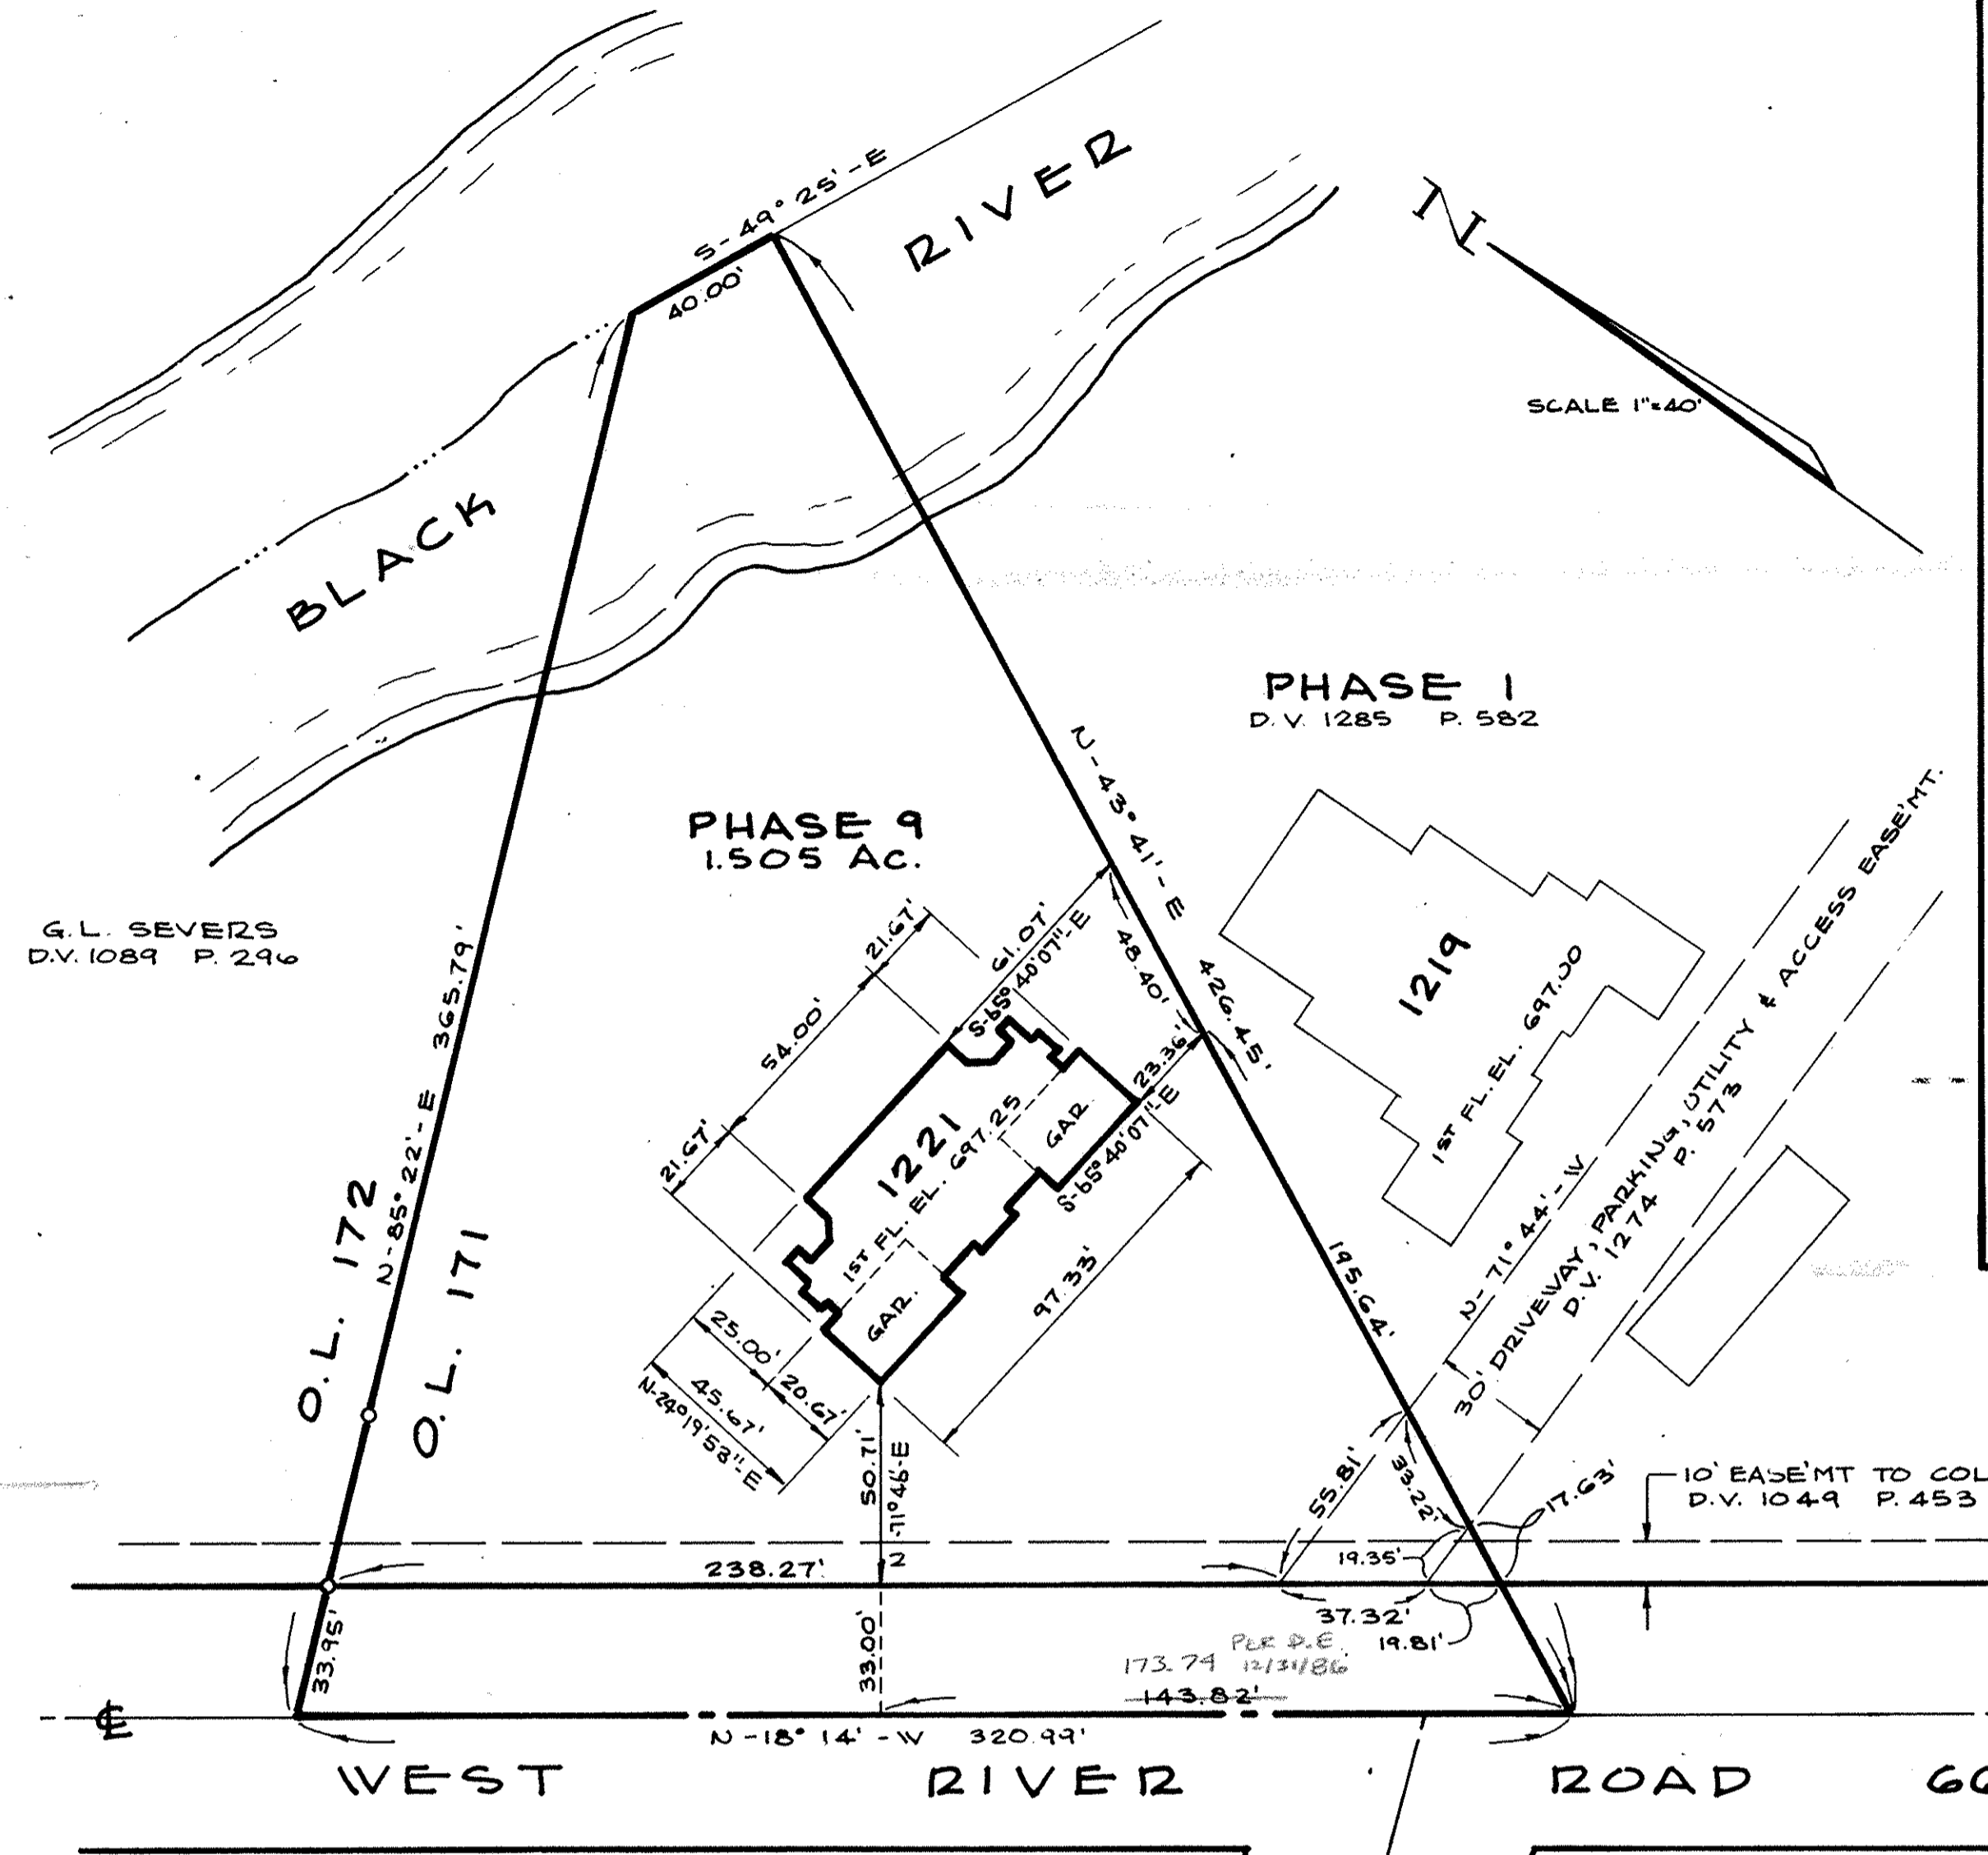 S-49°25'-E
40.00'
RIVER
N
SCALE 1"=40'
BLACK
PHASE 1
D.V. 1285 P. 582
PHASE 9
1.505 AC.
N-43°41'-E
426.45'
G.L. SEVERS
D.V. 1089 P. 296
N-85°22'-E 365.79'
O.L. 172
O.L. 171
21.67'
54.00'
21.67'
61.07'
S-65°40'07"-E
48.40'
23.36'
S-65°40'07"-E
1221
1ST FL. EL. 697.25
GAR.
GAR.
97.33'
25.00'
20.67'
45.67'
N-24°19'53"-E
1219
1ST FL. EL. 697.00
195.64'
N-71°44'-W
30' DRIVEWAY, PARKING, UTILITY & ACCESS EASE'MT.
D.V. 1274 P. 573
50.71'
N-71°46'-E
55.81'
33.22'
17.63'
10' EASE'MT TO COL
D.V. 1049 P. 453
19.35'
238.27'
37.32'
19.81'
33.95'
33.00'
PER D.E.
173.74 12/31/86
143.82'
℄
N-18°14'-W 320.99'
WEST RIVER ROAD